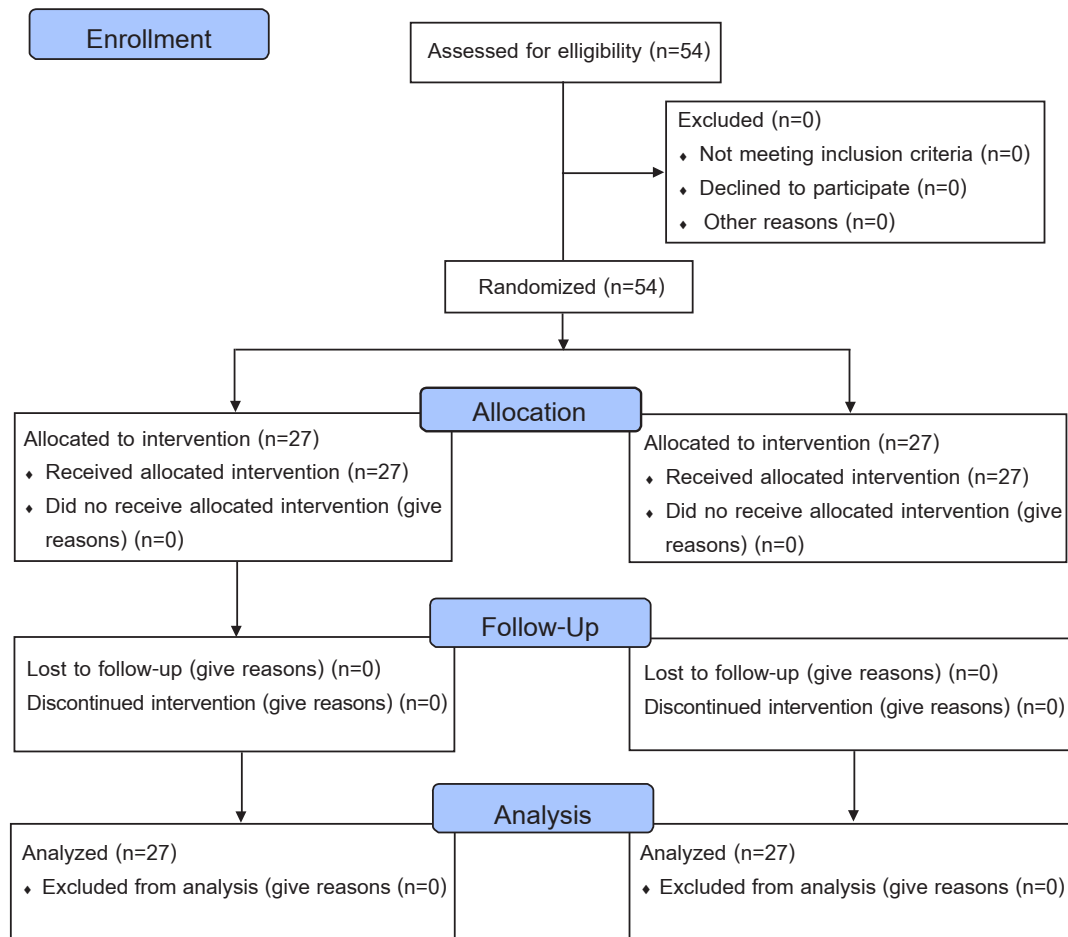 Enrollment
Assessed for elligibility (n=54)
Excluded (n=0)
♦ Not meeting inclusion criteria (n=0)
♦ Declined to participate (n=0)
♦ Other reasons (n=0)
Randomized (n=54)
Allocation
Allocated to intervention (n=27)
♦ Received allocated intervention (n=27)
♦ Did no receive allocated intervention (give
reasons) (n=0)
Allocated to intervention (n=27)
♦ Received allocated intervention (n=27)
♦ Did no receive allocated intervention (give
reasons) (n=0)
Follow-Up
Lost to follow-up (give reasons) (n=0)
Discontinued intervention (give reasons) (n=0)
Lost to follow-up (give reasons) (n=0)
Discontinued intervention (give reasons) (n=0)
Analysis
Analyzed (n=27)
♦ Excluded from analysis (give reasons (n=0)
Analyzed (n=27)
♦ Excluded from analysis (give reasons (n=0)